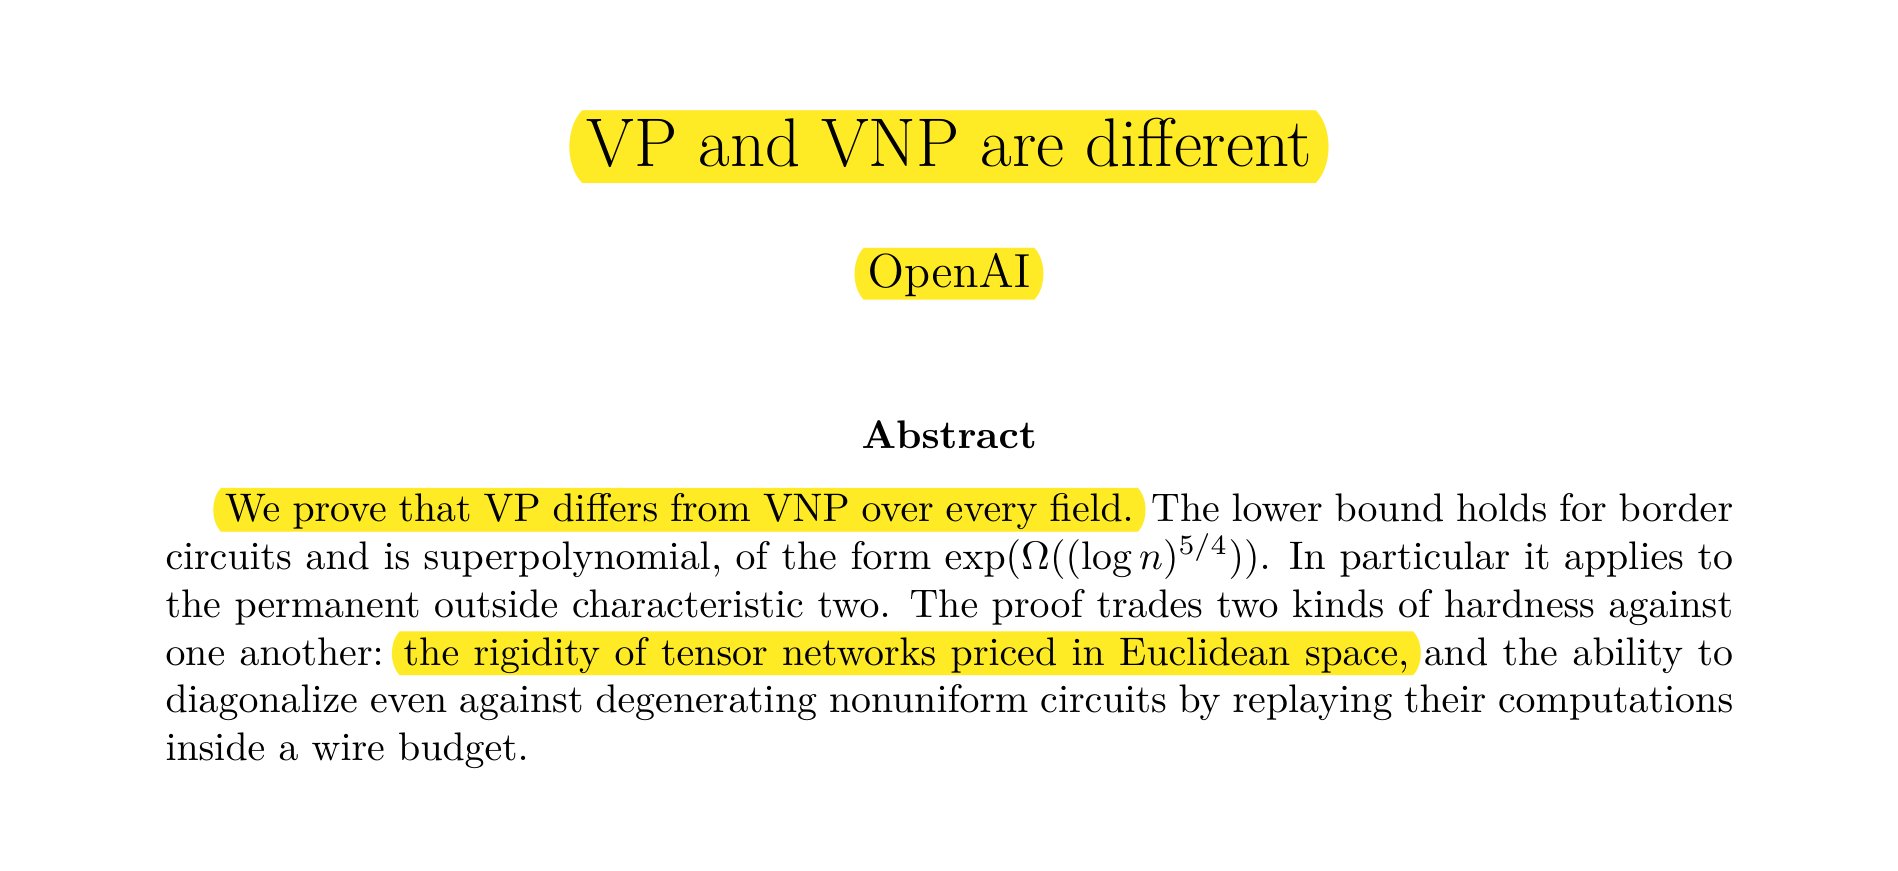 VP and VNP are different
OpenAI
Abstract
We prove that VP differs from VNP over every field. The lower bound holds for border
circuits and is superpolynomial, of the form exp(Ω((log n)^{5/4})). In particular it applies to
the permanent outside characteristic two. The proof trades two kinds of hardness against
one another: the rigidity of tensor networks priced in Euclidean space, and the ability to
diagonalize even against degenerating nonuniform circuits by replaying their computations
inside a wire budget.